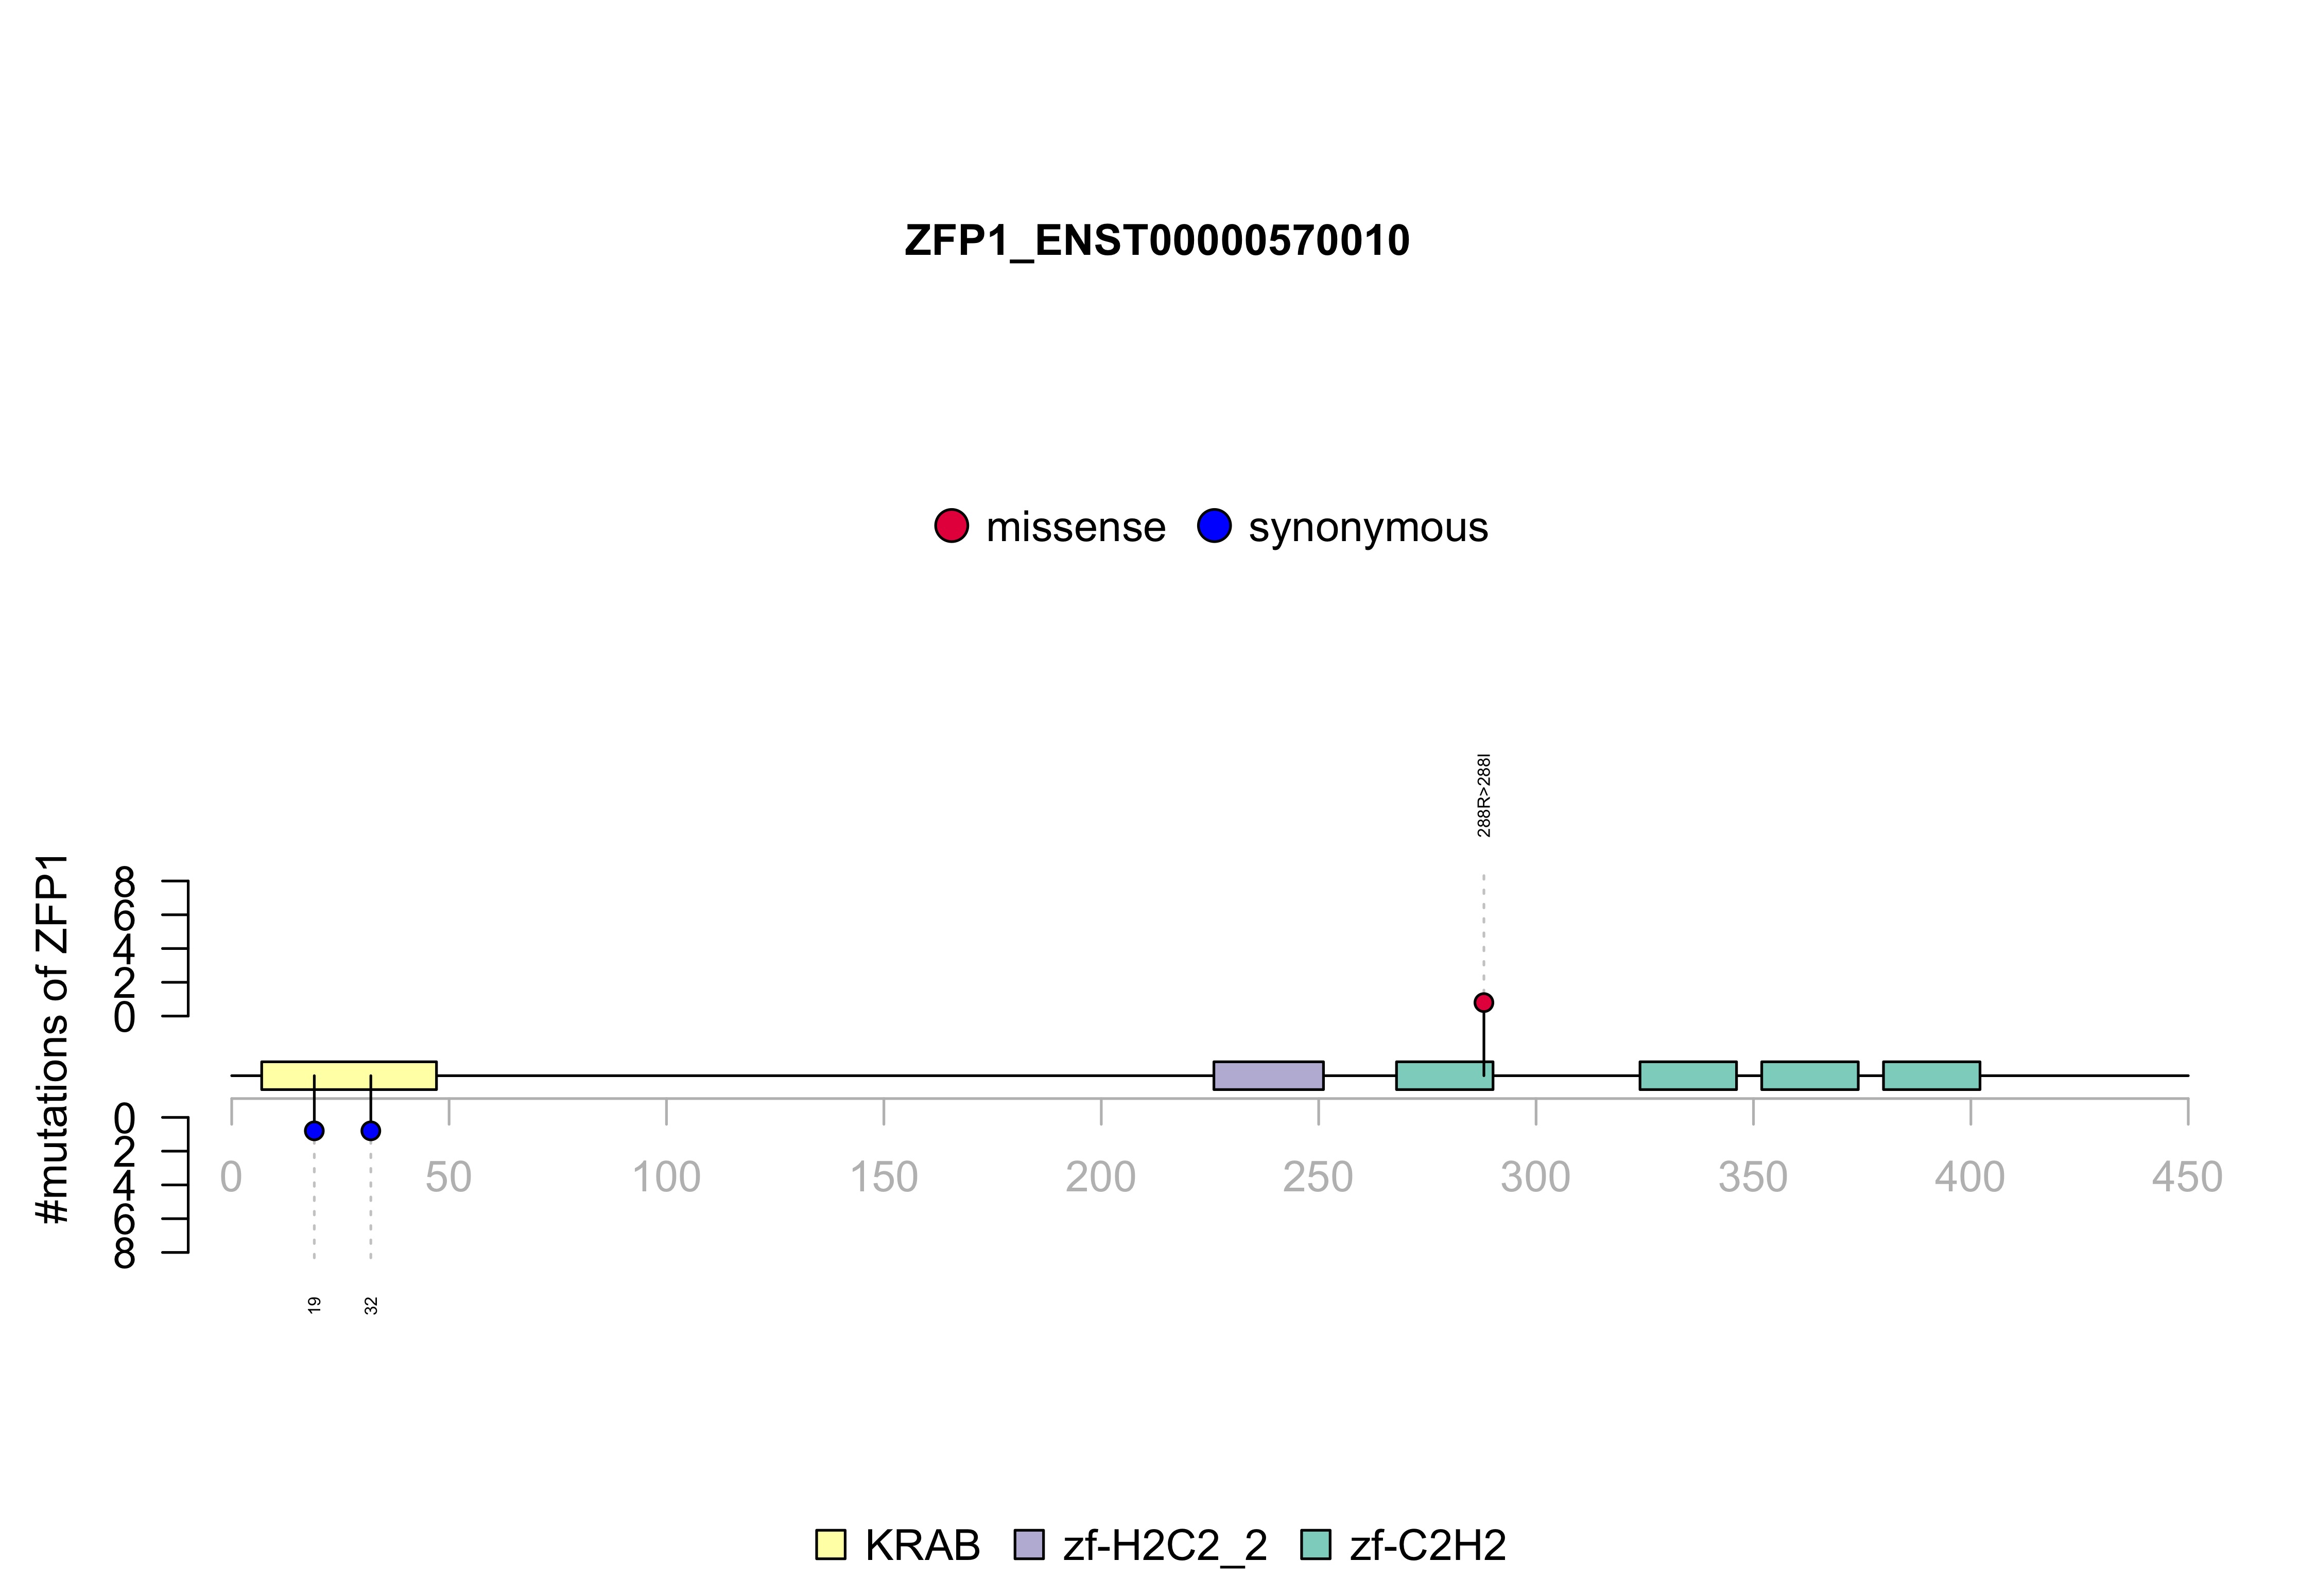 ZFP1_ENST00000570010
missense synonymous
288R>288I
#mutations of ZFP1
8
6
4
2
0
0
2
4
6
8
0 50 100 150 200 250 300 350 400 450
19 32
KRAB zf-H2C2_2 zf-C2H2